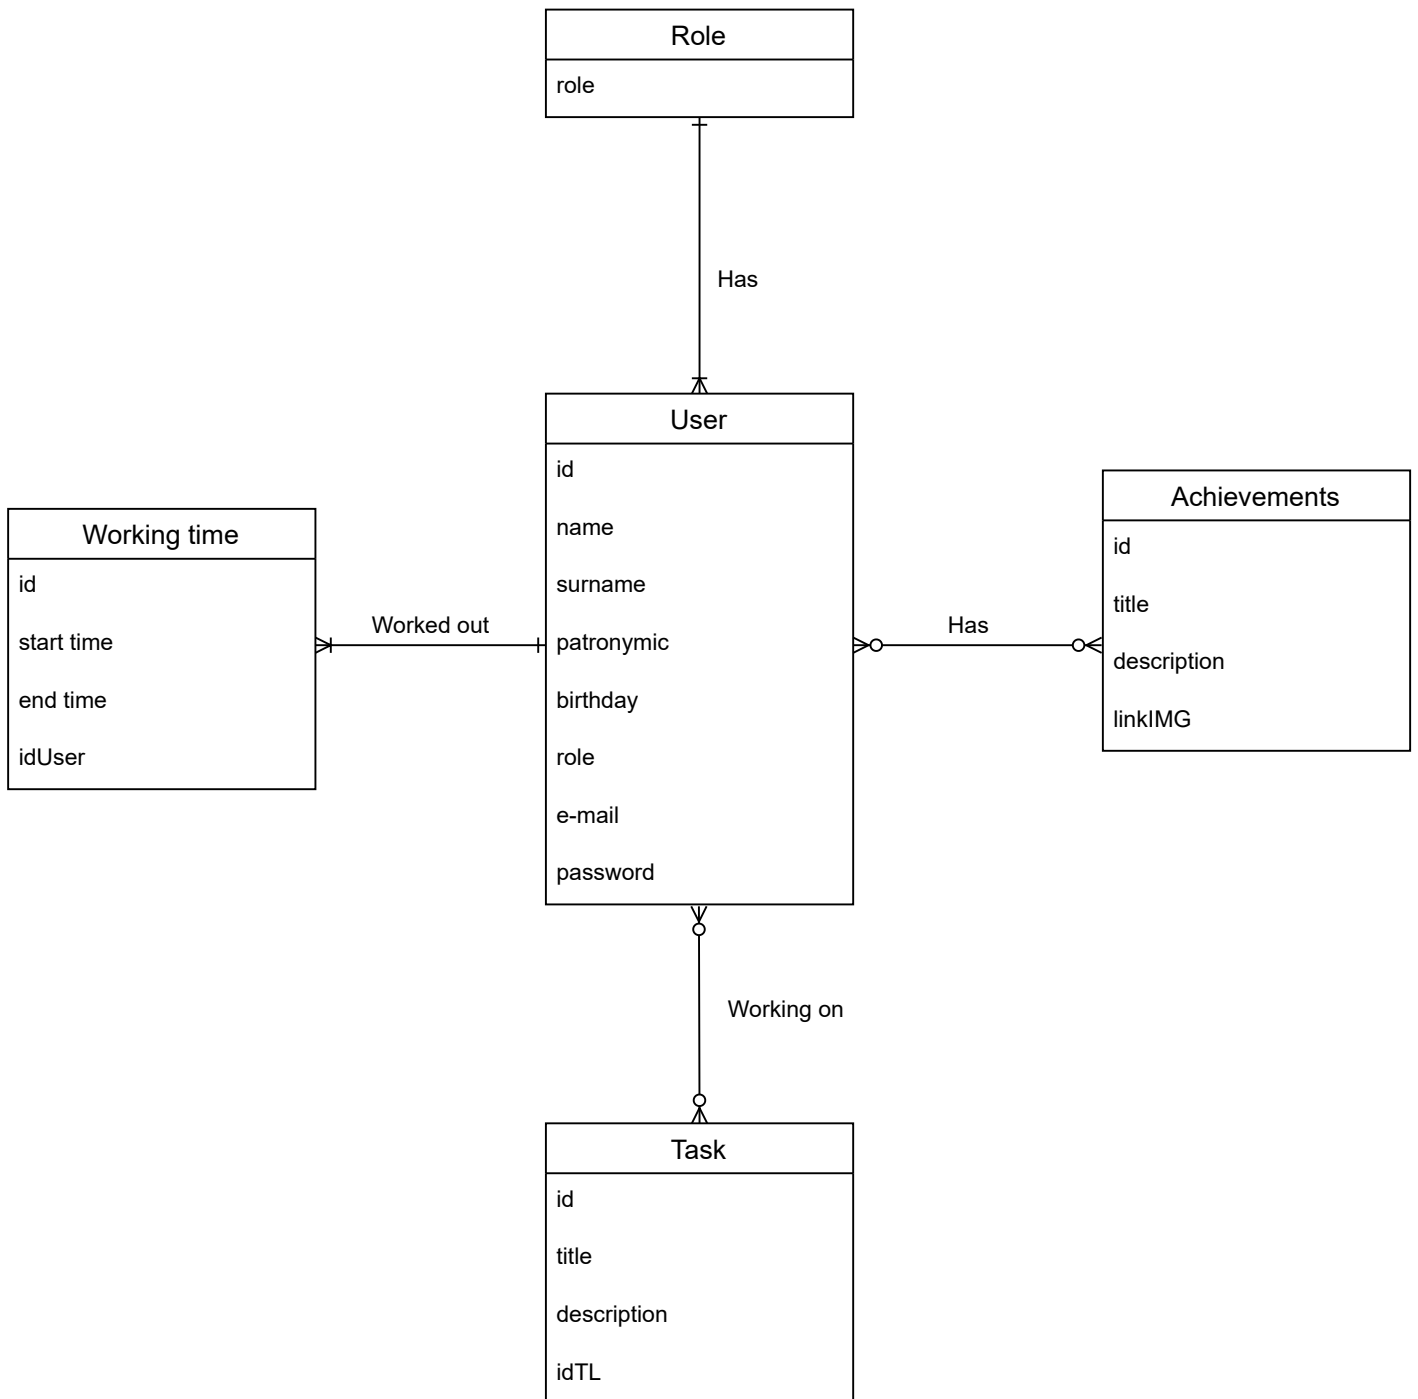 Role
role
Has
User
id
name
surname
patronymic
birthday
role
e-mail
password
Working time
id
start time
end time
idUser
Worked out
Has
Achievements
id
title
description
linkIMG
Working on
Task
id
title
description
idTL